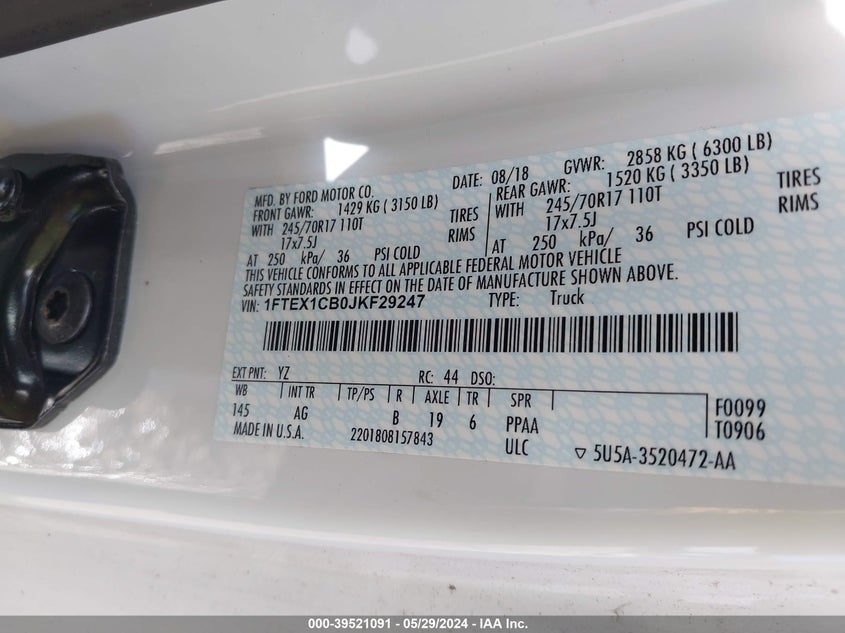 MFD. BY FORD MOTOR CO.
DATE: 08/18 GVWR: 2858 KG ( 6300 LB)
FRONT GAWR: 1429 KG ( 3150 LB) REAR GAWR: 1520 KG ( 3350 LB)
WITH 245/70R17 110T TIRES WITH 245/70R17 110T TIRES
17x7.5J RIMS 17x7.5J RIMS
AT 250 kPa/ 36 PSI COLD AT 250 kPa/ 36 PSI COLD
THIS VEHICLE CONFORMS TO ALL APPLICABLE FEDERAL MOTOR VEHICLE
SAFETY STANDARDS IN EFFECT ON THE DATE OF MANUFACTURE SHOWN ABOVE.
VIN: 1FTEX1CB0JKF29247 TYPE: Truck
EXT PNT: YZ RC: 44 DSO:
WB INT TR TP/PS R AXLE TR SPR
145 AG B 19 6 PPAA F0099
MADE IN U.S.A. 2201808157843 ULC T0906
▽ 5U5A-3520472-AA
000-39521091 - 05/29/2024 - IAA Inc.